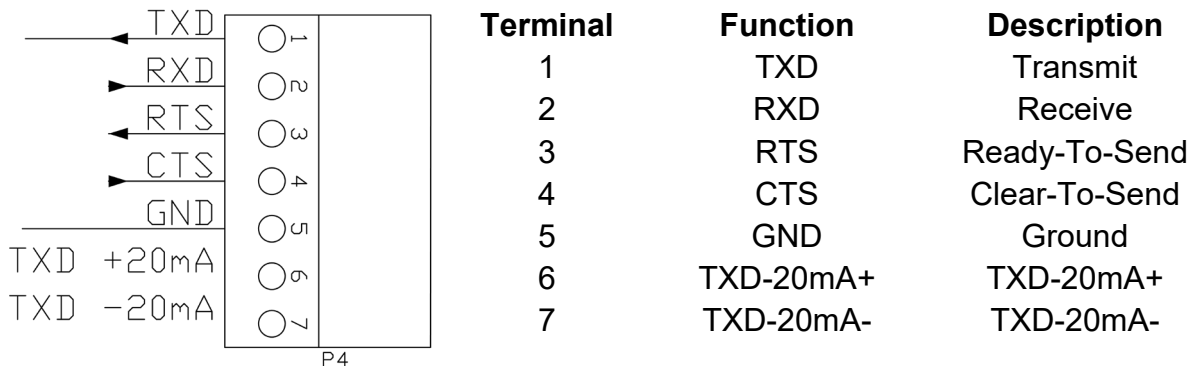 TXD
RXD
RTS
CTS
GND
TXD +20mA
TXD -20mA
1
2
3
4
5
6
7
P4
Terminal Function Description
1 TXD Transmit
2 RXD Receive
3 RTS Ready-To-Send
4 CTS Clear-To-Send
5 GND Ground
6 TXD-20mA+ TXD-20mA+
7 TXD-20mA- TXD-20mA-